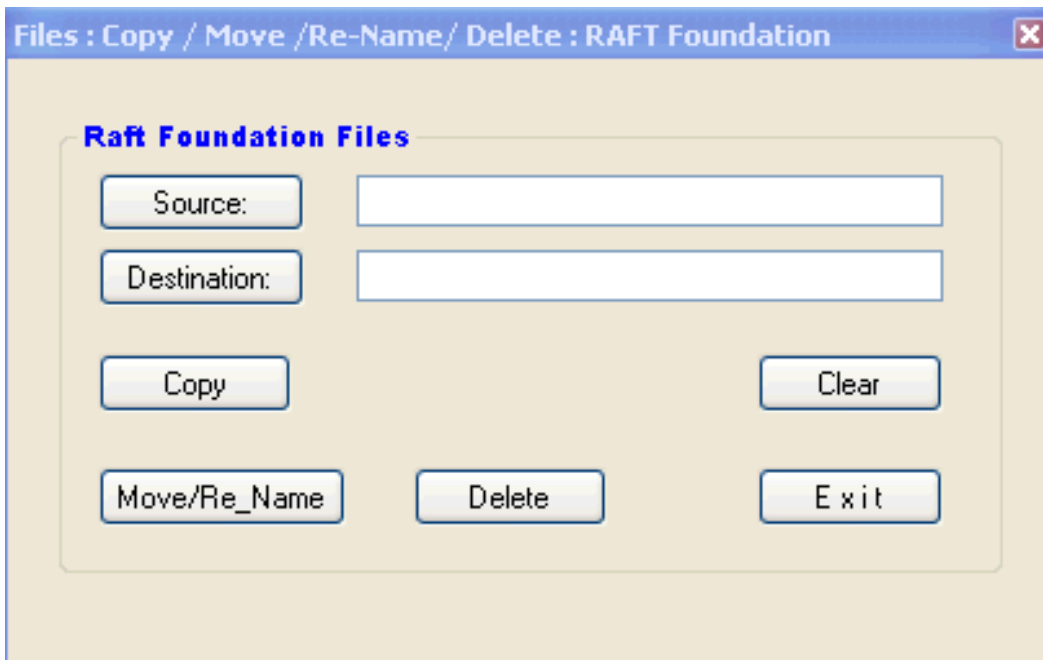 Files : Copy / Move /Re-Name/ Delete : RAFT Foundation
Raft Foundation Files
Source:
Destination:
Copy
Clear
Move/Re_Name
Delete
E x i t